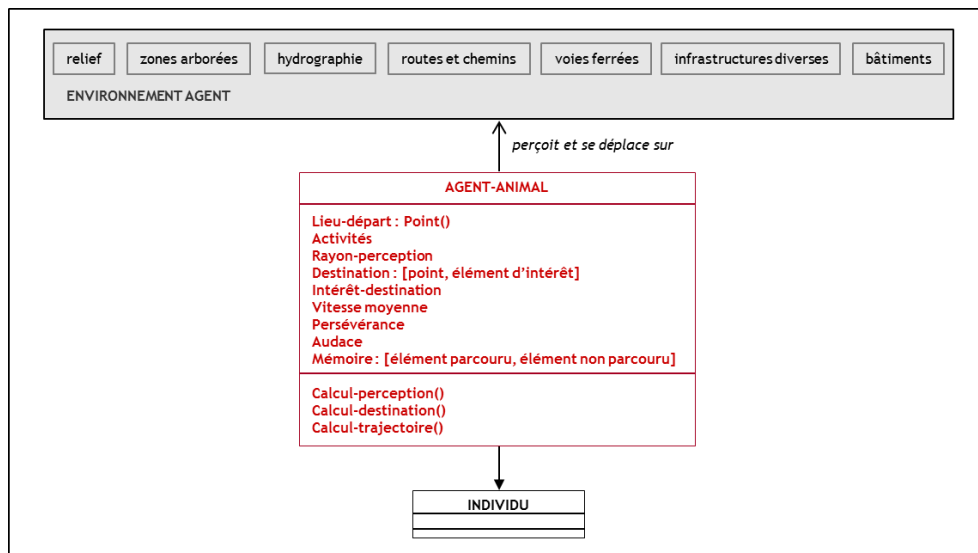 relief zones arborées hydrographie routes et chemins voies ferrées infrastructures diverses bâtiments
ENVIRONNEMENT AGENT
perçoit et se déplace sur
AGENT-ANIMAL
Lieu-départ : Point()
Activités
Rayon-perception
Destination : [point, élément d’intérêt]
Intérêt-destination
Vitesse moyenne
Persévérance
Audace
Mémoire : [élément parcouru, élément non parcouru]
Calcul-perception()
Calcul-destination()
Calcul-trajectoire()
INDIVIDU